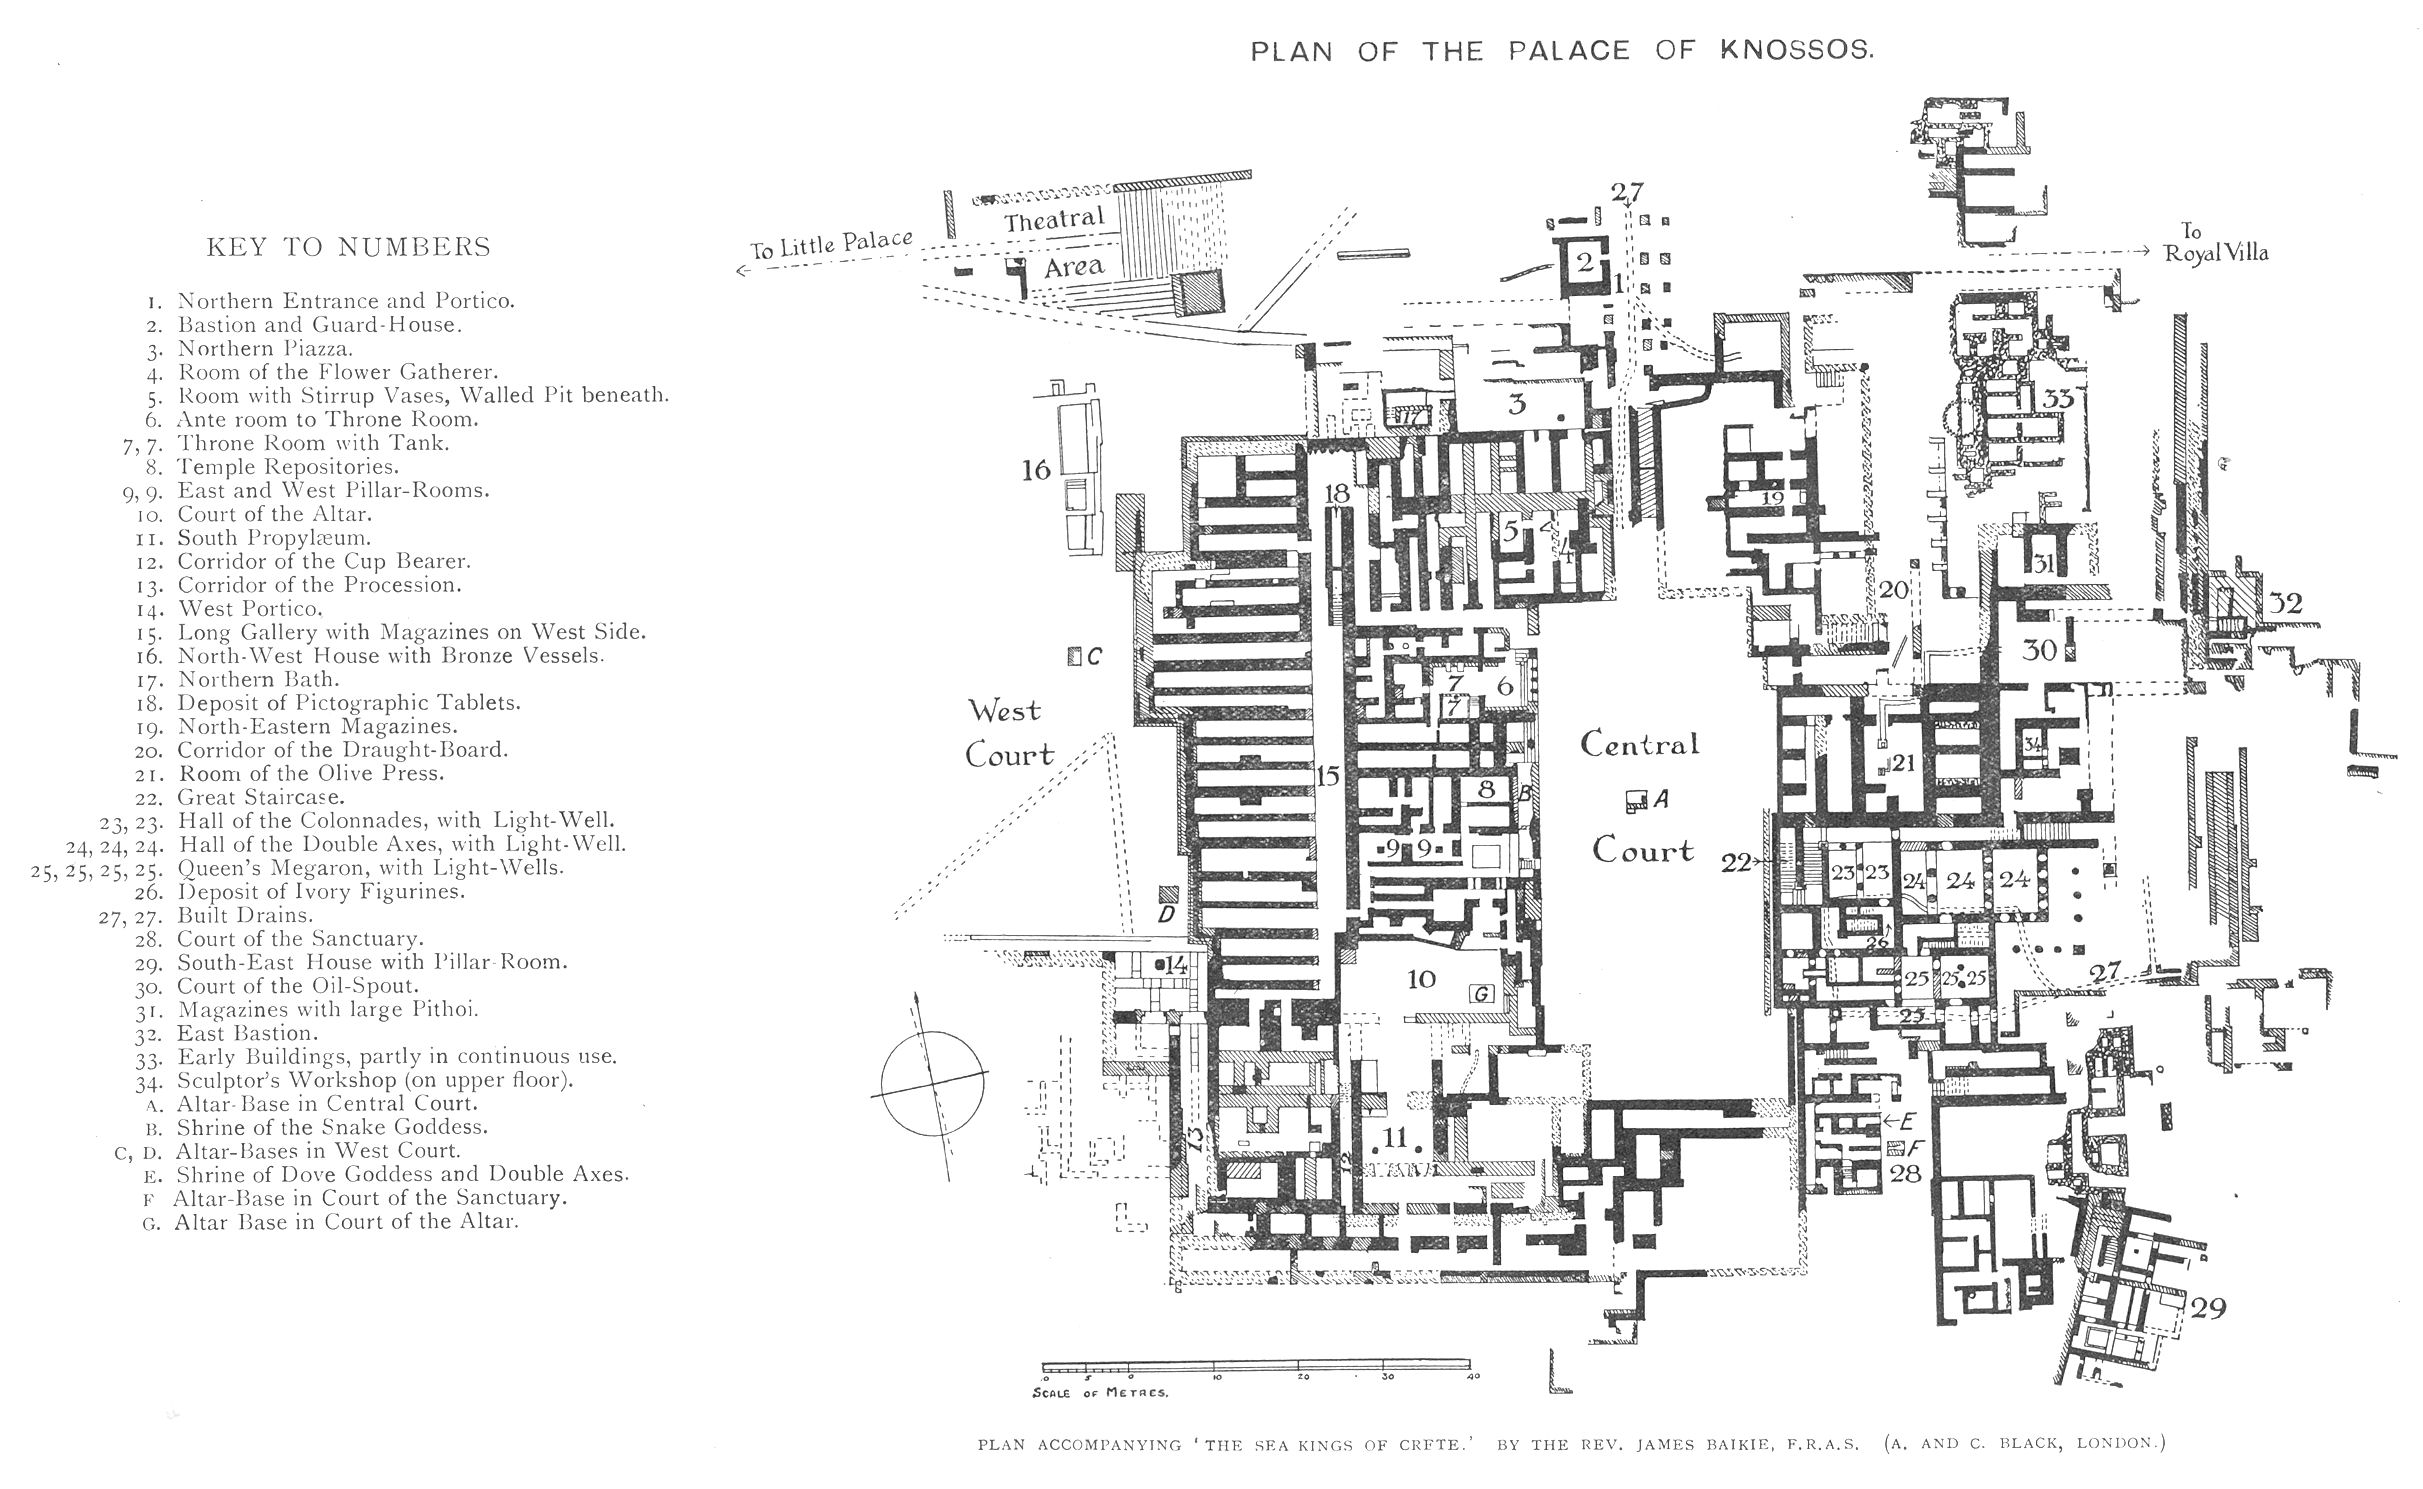 PLAN OF THE PALACE OF KNOSSOS.
KEY TO NUMBERS
1. Northern Entrance and Portico.
2. Bastion and Guard-House.
3. Northern Piazza.
4. Room of the Flower Gatherer.
5. Room with Stirrup Vases, Walled Pit beneath.
6. Ante room to Throne Room.
7, 7. Throne Room with Tank.
8. Temple Repositories.
9, 9. East and West Pillar-Rooms.
10. Court of the Altar.
11. South Propylæum.
12. Corridor of the Cup Bearer.
13. Corridor of the Procession.
14. West Portico.
15. Long Gallery with Magazines on West Side.
16. North-West House with Bronze Vessels.
17. Northern Bath.
18. Deposit of Pictographic Tablets.
19. North-Eastern Magazines.
20. Corridor of the Draught-Board.
21. Room of the Olive Press.
22. Great Staircase.
23, 23. Hall of the Colonnades, with Light-Well.
24, 24, 24. Hall of the Double Axes, with Light-Well.
25, 25, 25, 25. Queen's Megaron, with Light-Wells.
26. Deposit of Ivory Figurines.
27, 27. Built Drains.
28. Court of the Sanctuary.
29. South-East House with Pillar-Room.
30. Court of the Oil-Spout.
31. Magazines with large Pithoi.
32. East Bastion.
33. Early Buildings, partly in continuous use.
34. Sculptor's Workshop (on upper floor).
A. Altar-Base in Central Court.
B. Shrine of the Snake Goddess.
C, D. Altar-Bases in West Court.
E. Shrine of Dove Goddess and Double Axes.
F Altar-Base in Court of the Sanctuary.
G. Altar Base in Court of the Altar.
To Little Palace
Theatral
Area
27
2
1
To
Royal Villa
3
17
33
16
18
19
5
4
31
20
32
30
C
7
6
7
West
Court
Central
Court
34
15
21
8
B
A
9 9
22
23 23
24 24 24
D
26
14
10
G
25 25 25
27
25
13
12
11
E
F
28
29
0 5 0 10 20 30 40
SCALE OF METRES.
PLAN ACCOMPANYING 'THE SEA KINGS OF CRETE.' BY THE REV. JAMES BAIKIE, F.R.A.S. (A. AND C. BLACK, LONDON.)